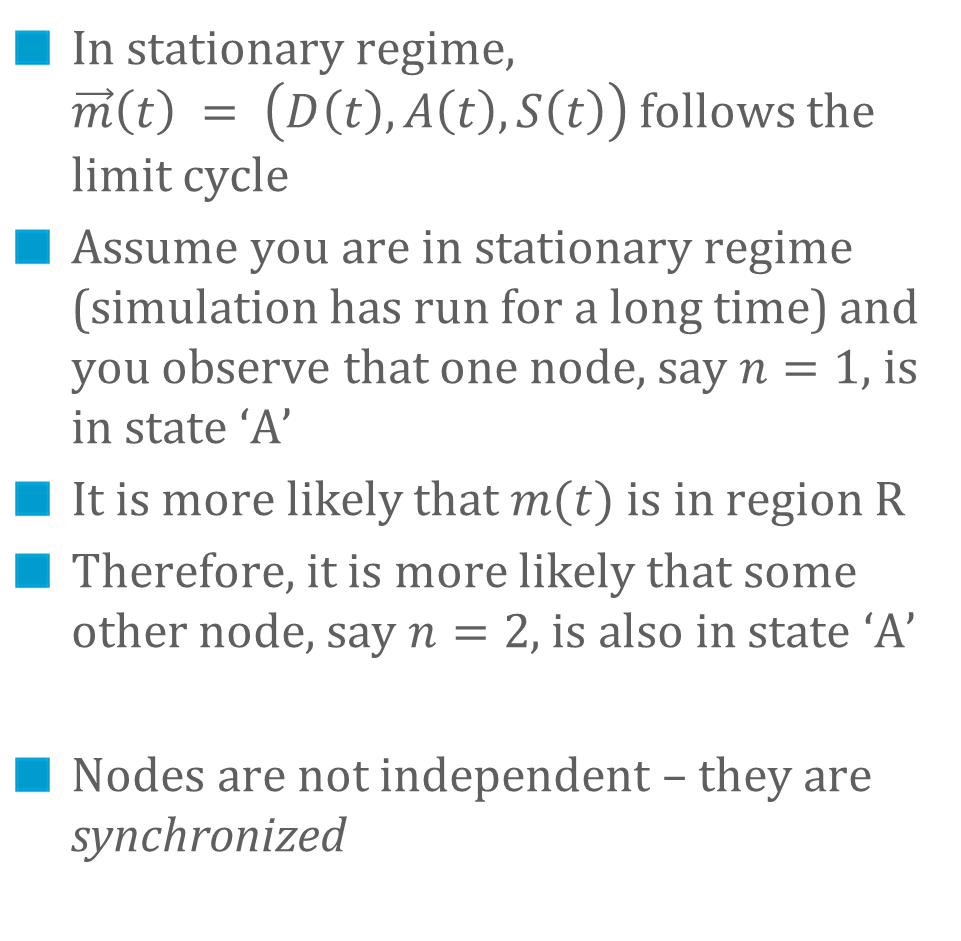 In stationary regime,
m⃗(t) = (D(t), A(t), S(t)) follows the
limit cycle
Assume you are in stationary regime
(simulation has run for a long time) and
you observe that one node, say n = 1, is
in state ‘A’
It is more likely that m(t) is in region R
Therefore, it is more likely that some
other node, say n = 2, is also in state ‘A’
Nodes are not independent – they are
synchronized